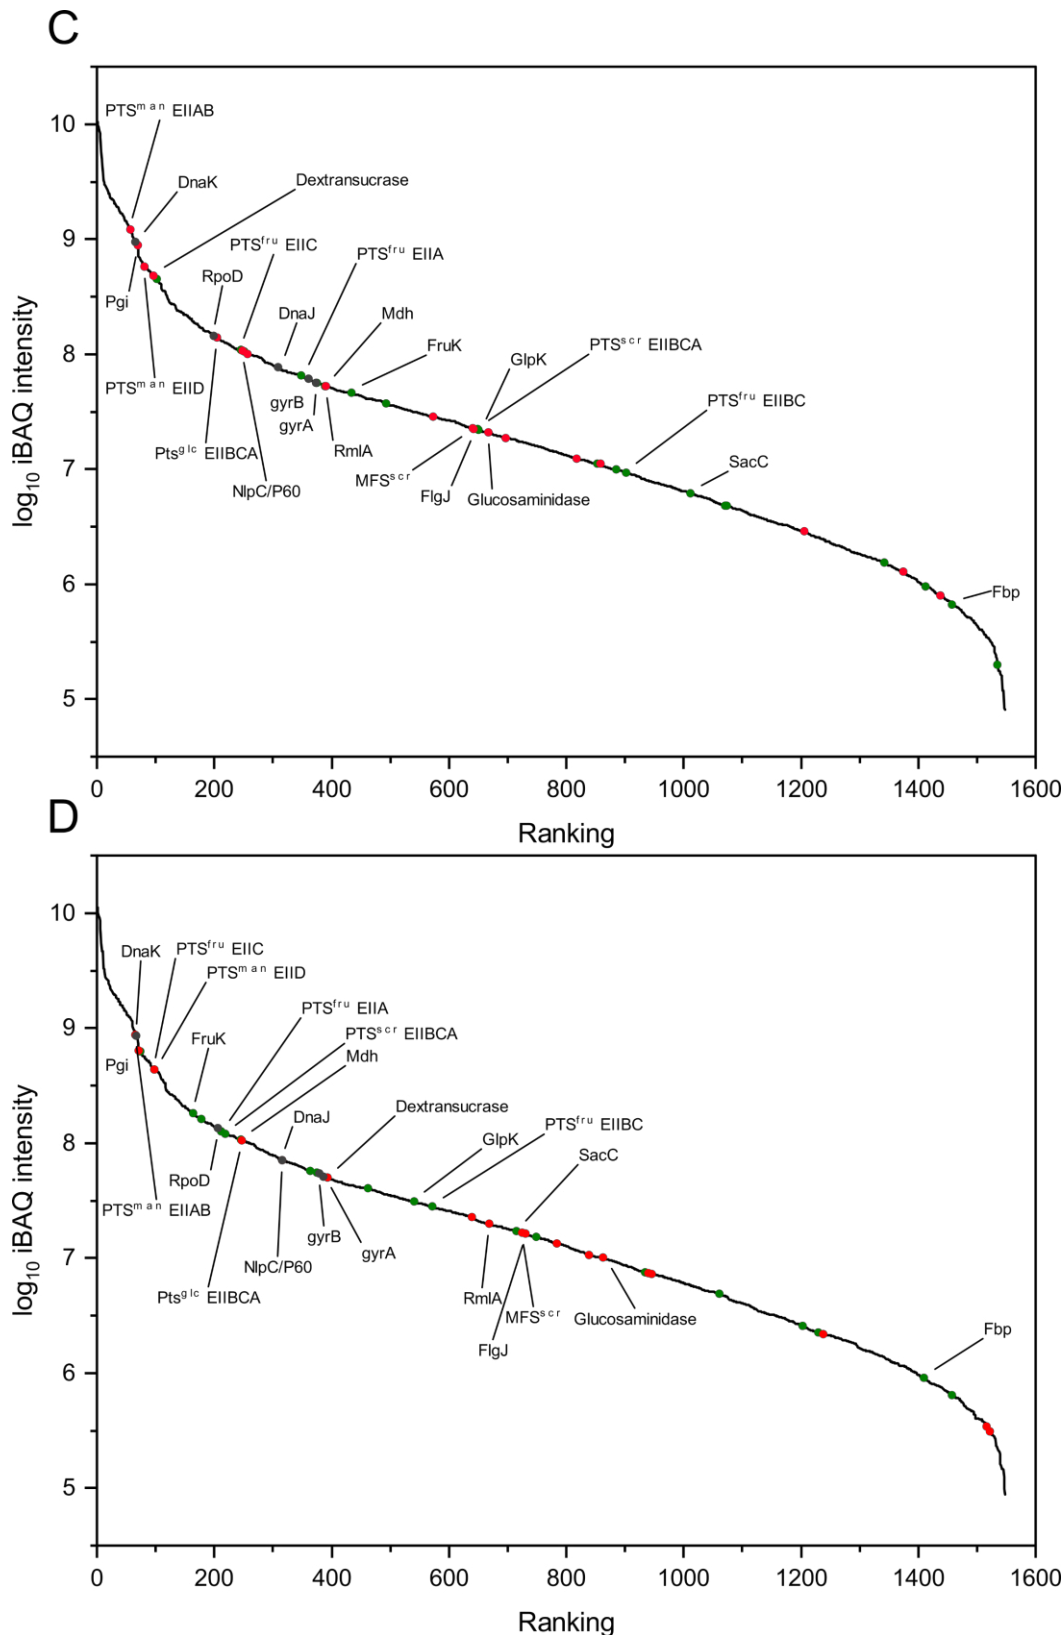 C
PTSᵐᵃⁿ EIIAB
DnaK
Dextransucrase
PTSᶠʳᵘ EIIC
PTSᶠʳᵘ EIIA
RpoD
Pgi
DnaJ
Mdh
FruK
GlpK
PTSˢᶜʳ EIIBCA
PTSᵐᵃⁿ EIID
gyrB
gyrA
PTSᶠʳᵘ EIIBC
Ptsᵍˡᶜ EIIBCA
RmlA
MFSˢᶜʳ
SacC
NlpC/P60
FlgJ
Glucosaminidase
Fbp
10
9
8
7
6
5
log₁₀ iBAQ intensity
0 200 400 600 800 1000 1200 1400 1600
Ranking
D
DnaK
PTSᶠʳᵘ EIIC
PTSᵐᵃⁿ EIID
PTSᶠʳᵘ EIIA
FruK
PTSˢᶜʳ EIIBCA
Pgi
Mdh
DnaJ
Dextransucrase
GlpK
PTSᶠʳᵘ EIIBC
SacC
RpoD
PTSᵐᵃⁿ EIIAB
gyrB
gyrA
NlpC/P60
Ptsᵍˡᶜ EIIBCA
RmlA
MFSˢᶜʳ
Glucosaminidase
FlgJ
Fbp
10
9
8
7
6
5
log₁₀ iBAQ intensity
0 200 400 600 800 1000 1200 1400 1600
Ranking